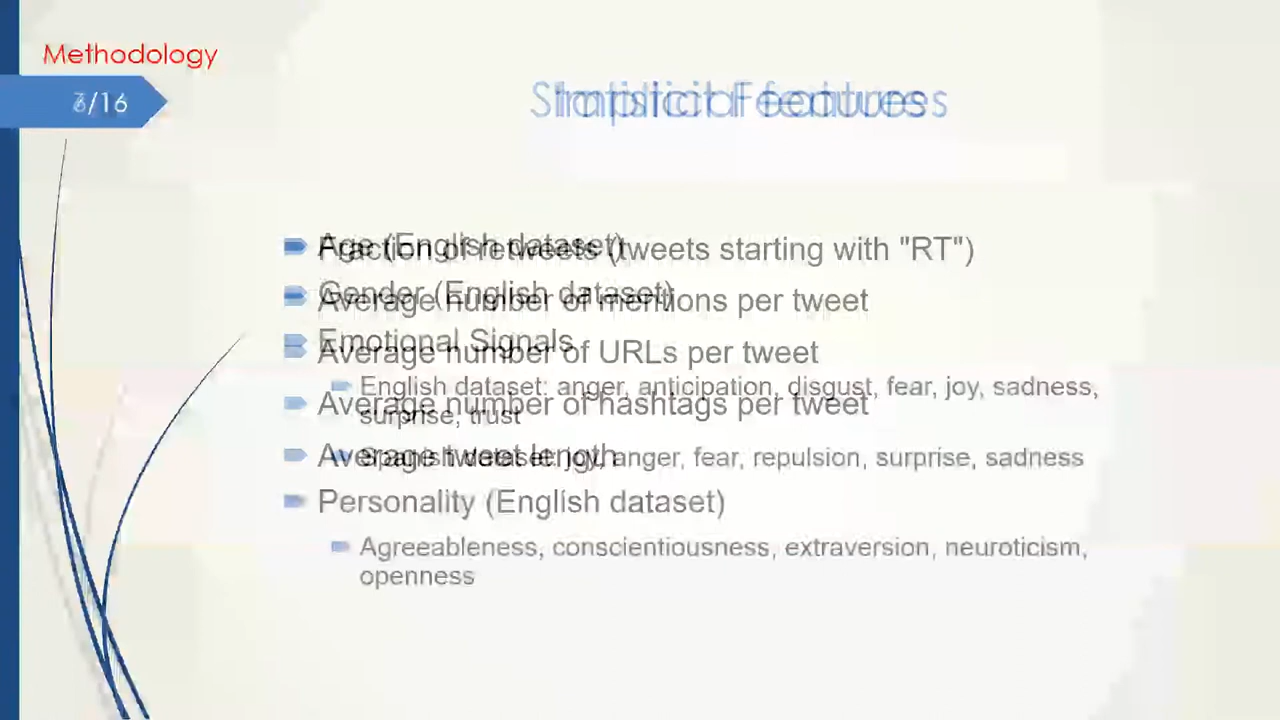 Methodology
/16
Statistical Features
Implicit Features
Fraction of retweets (tweets starting with "RT")
Average number of mentions per tweet
Average number of URLs per tweet
Average number of hashtags per tweet
Average tweet length
Age (English dataset)
Gender (English dataset)
Emotional Signals
English dataset: anger, anticipation, disgust, fear, joy, sadness,
surprise, trust
Spanish dataset: joy, anger, fear, repulsion, surprise, sadness
Personality (English dataset)
Agreeableness, conscientiousness, extraversion, neuroticism,
openness